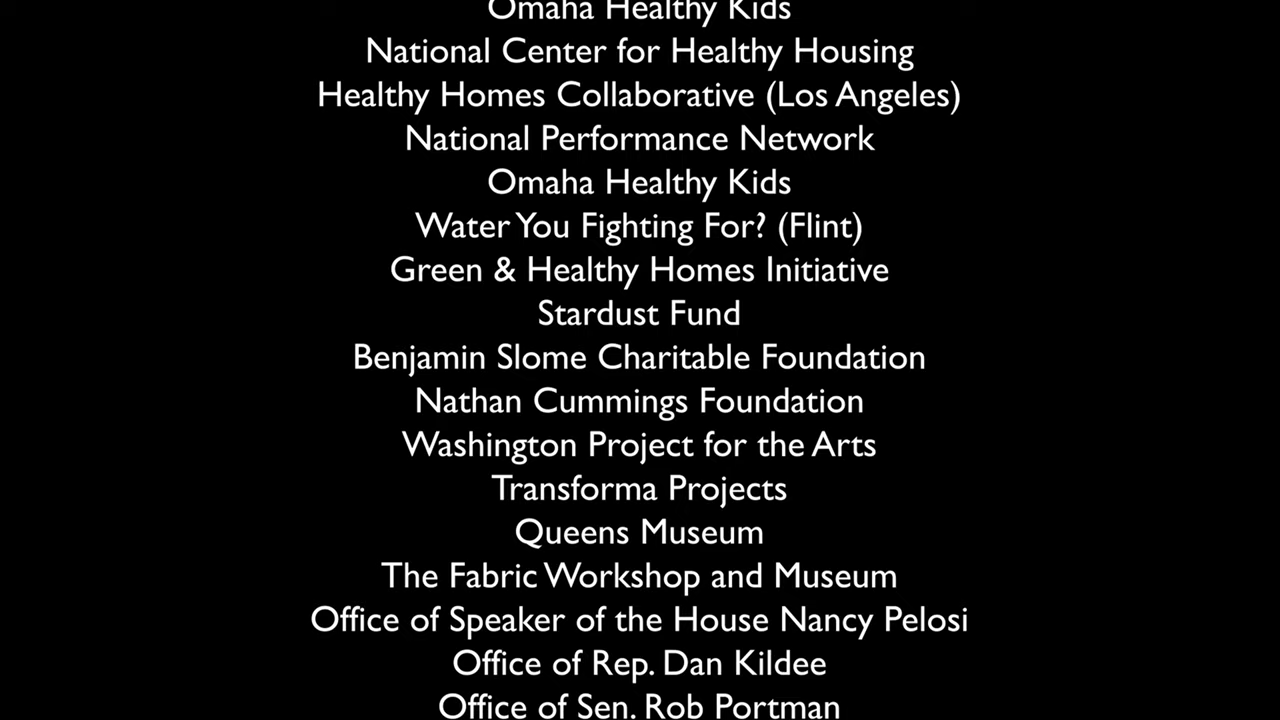 Omaha Healthy Kids
National Center for Healthy Housing
Healthy Homes Collaborative (Los Angeles)
National Performance Network
Omaha Healthy Kids
Water You Fighting For? (Flint)
Green & Healthy Homes Initiative
Stardust Fund
Benjamin Slome Charitable Foundation
Nathan Cummings Foundation
Washington Project for the Arts
Transforma Projects
Queens Museum
The Fabric Workshop and Museum
Office of Speaker of the House Nancy Pelosi
Office of Rep. Dan Kildee
Office of Sen. Rob Portman